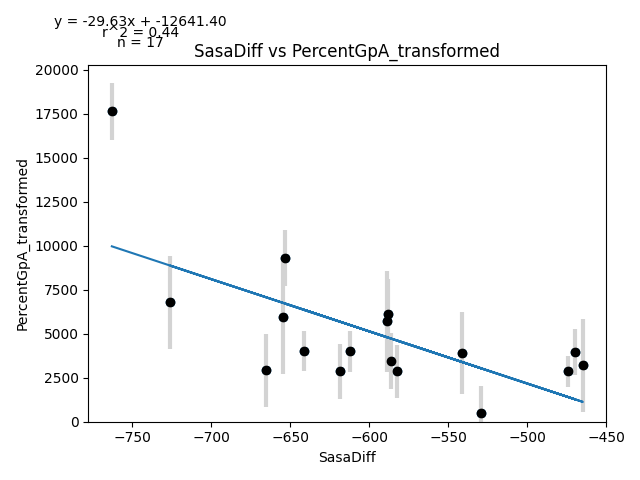 y = -29.63x + -12641.40
r^2 = 0.44
n = 17
SasaDiff vs PercentGpA_transformed
20000
17500
15000
12500
10000
7500
5000
2500
0
PercentGpA_transformed
−750
−700
−650
−600
−550
−500
−450
SasaDiff